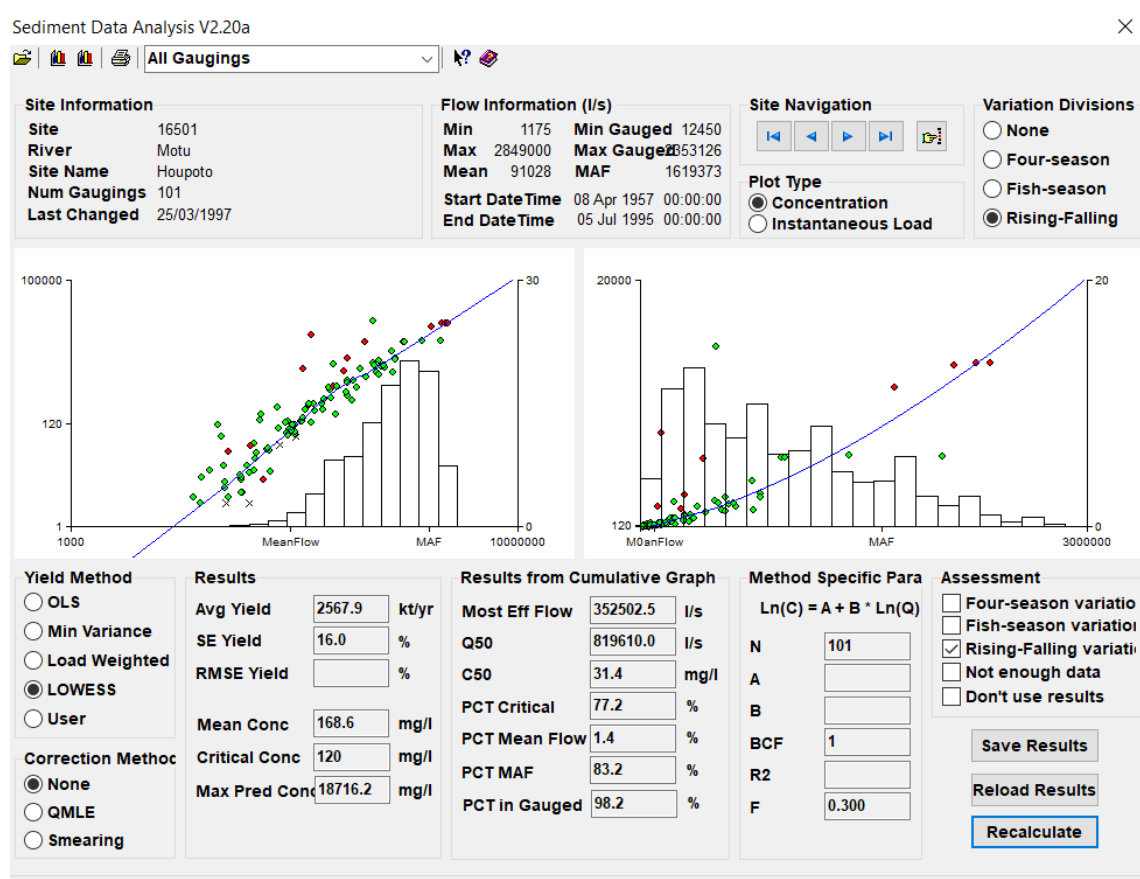 Sediment Data Analysis V2.20a
All Gaugings
Site Information
Site 16501
River Motu
Site Name Houpoto
Num Gaugings 101
Last Changed 25/03/1997
Flow Information (l/s)
Min 1175 Min Gauged 12450
Max 2849000 Max Gauged 2353126
Mean 91028 MAF 1619373
Start DateTime 08 Apr 1957 00:00:00
End DateTime 05 Jul 1995 00:00:00
Site Navigation
Plot Type
Concentration
Instantaneous Load
Variation Divisions
None
Four-season
Fish-season
Rising-Falling
100000 30
120
1 0
1000 MeanFlow MAF 10000000
20000 20
120 0
M0anFlow MAF 3000000
Yield Method
OLS
Min Variance
Load Weighted
LOWESS
User
Correction Method
None
QMLE
Smearing
Results
Avg Yield 2567.9 kt/yr
SE Yield 16.0 %
RMSE Yield %
Mean Conc 168.6 mg/l
Critical Conc 120 mg/l
Max Pred Conc 18716.2 mg/l
Results from Cumulative Graph
Most Eff Flow 352502.5 l/s
Q50 819610.0 l/s
C50 31.4 mg/l
PCT Critical 77.2 %
PCT Mean Flow 1.4 %
PCT MAF 83.2 %
PCT in Gauged 98.2 %
Method Specific Para
Ln(C) = A + B * Ln(Q)
N 101
A
B
BCF 1
R2
F 0.300
Assessment
Four-season variatio
Fish-season variation
Rising-Falling variati
Not enough data
Don't use results
Save Results
Reload Results
Recalculate